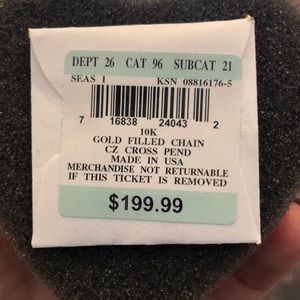 DEPT 26 CAT 96 SUBCAT 21
SEAS 1 KSN 08816176-5
7 16838 24043 2
10K
GOLD FILLED CHAIN
CZ CROSS PEND
MADE IN USA
MERCHANDISE NOT RETURNABLE
IF THIS TICKET IS REMOVED
$199.99